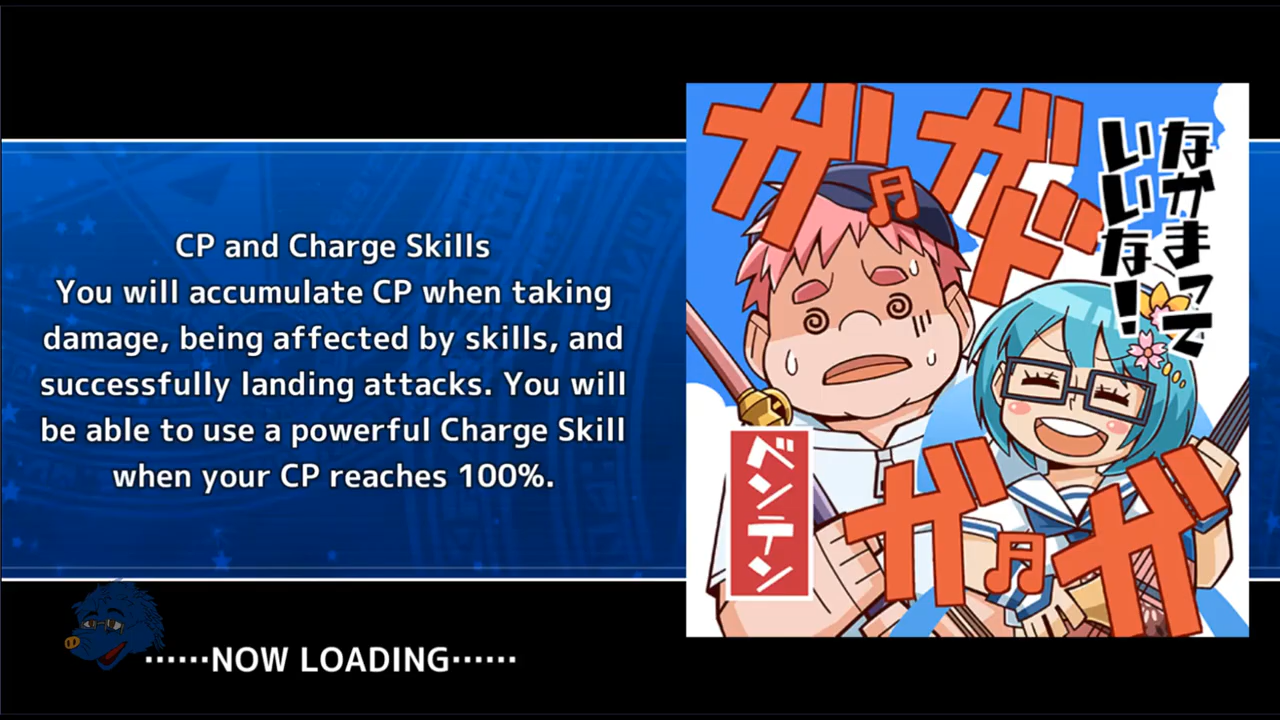 CP and Charge Skills
You will accumulate CP when taking
damage, being affected by skills, and
successfully landing attacks. You will
be able to use a powerful Charge Skill
when your CP reaches 100%.
なかまって
いいな!
ガガド
ベンテン
ガガ
······NOW LOADING······